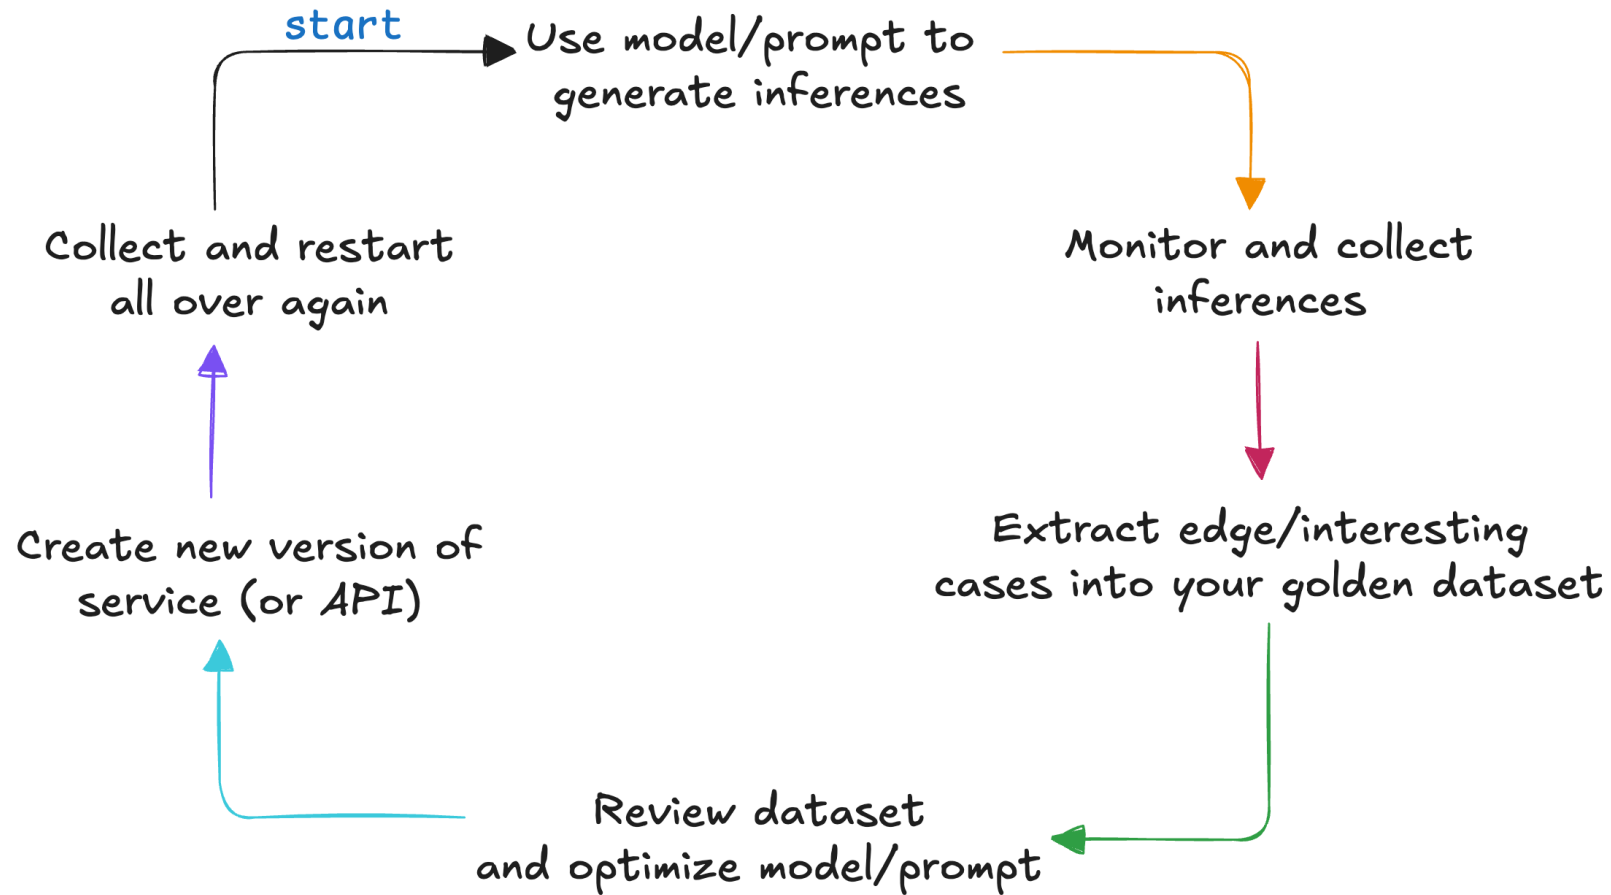 start
Use model/prompt to
generate inferences
Monitor and collect
inferences
Extract edge/interesting
cases into your golden dataset
Review dataset
and optimize model/prompt
Create new version of
service (or API)
Collect and restart
all over again